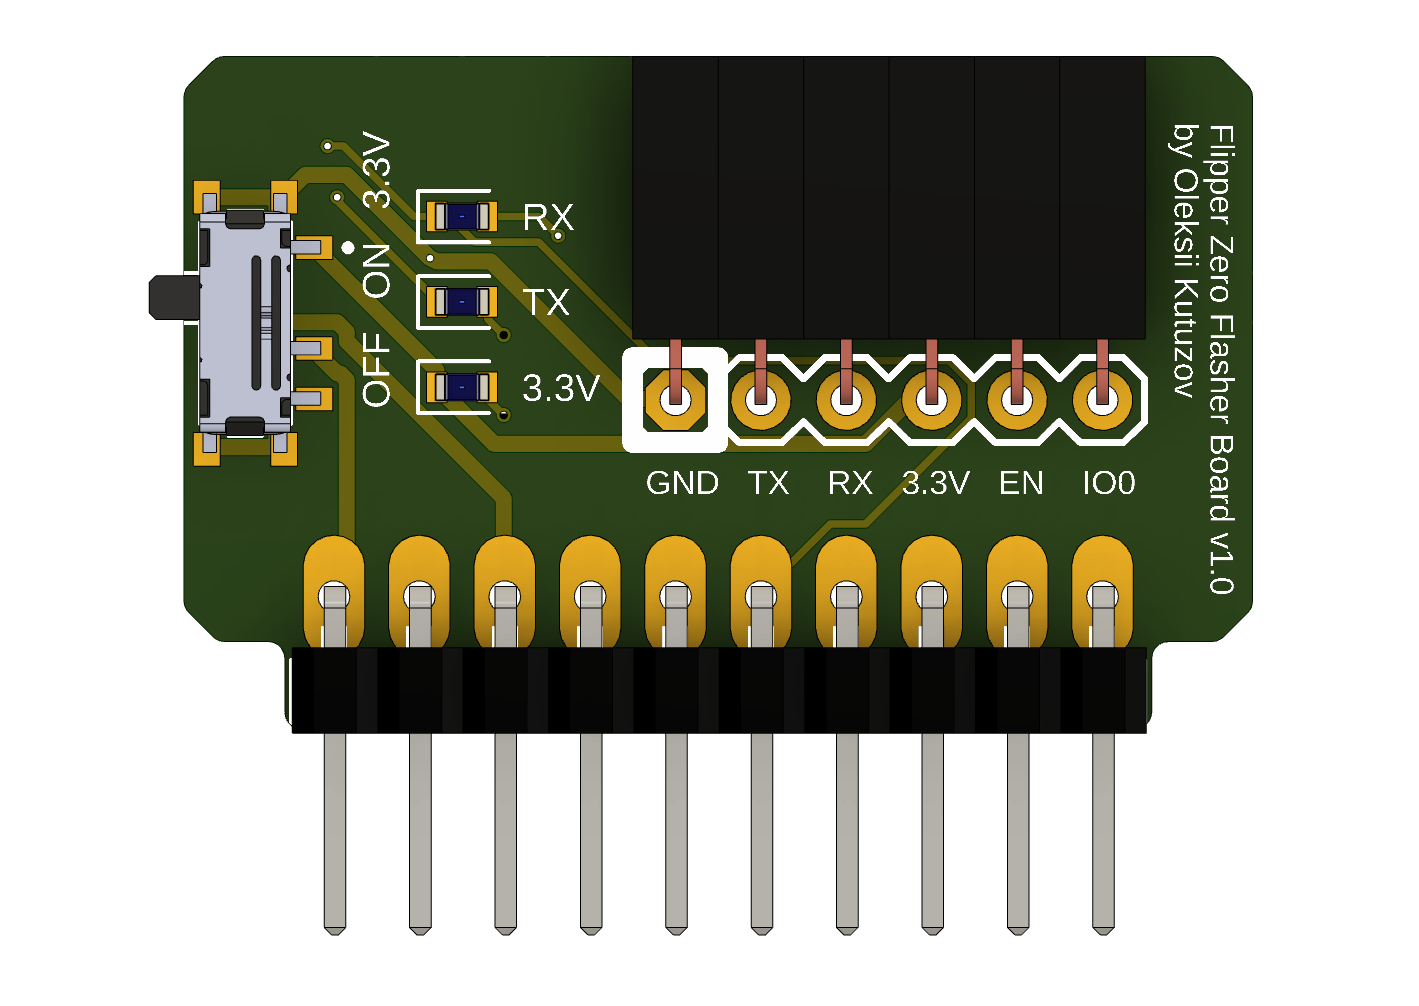 3.3V
ON
OFF
RX
TX
3.3V
GND TX RX 3.3V EN IO0
Flipper Zero Flasher Board v1.0
by Oleksii Kutuzov